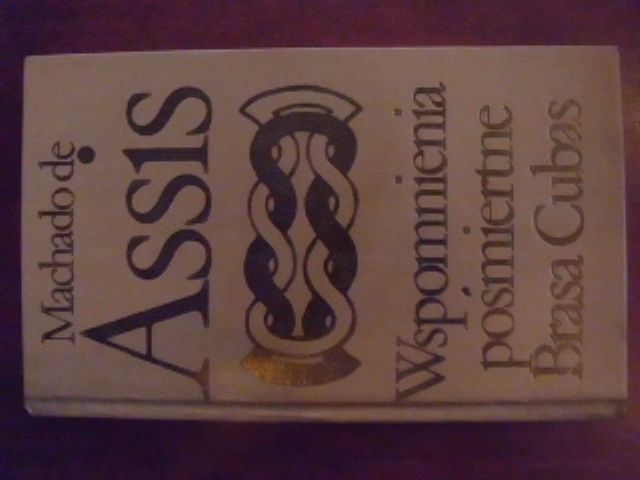 Machado de
Assis
Wspomnienia
pośmiertne
Brasa Cubas